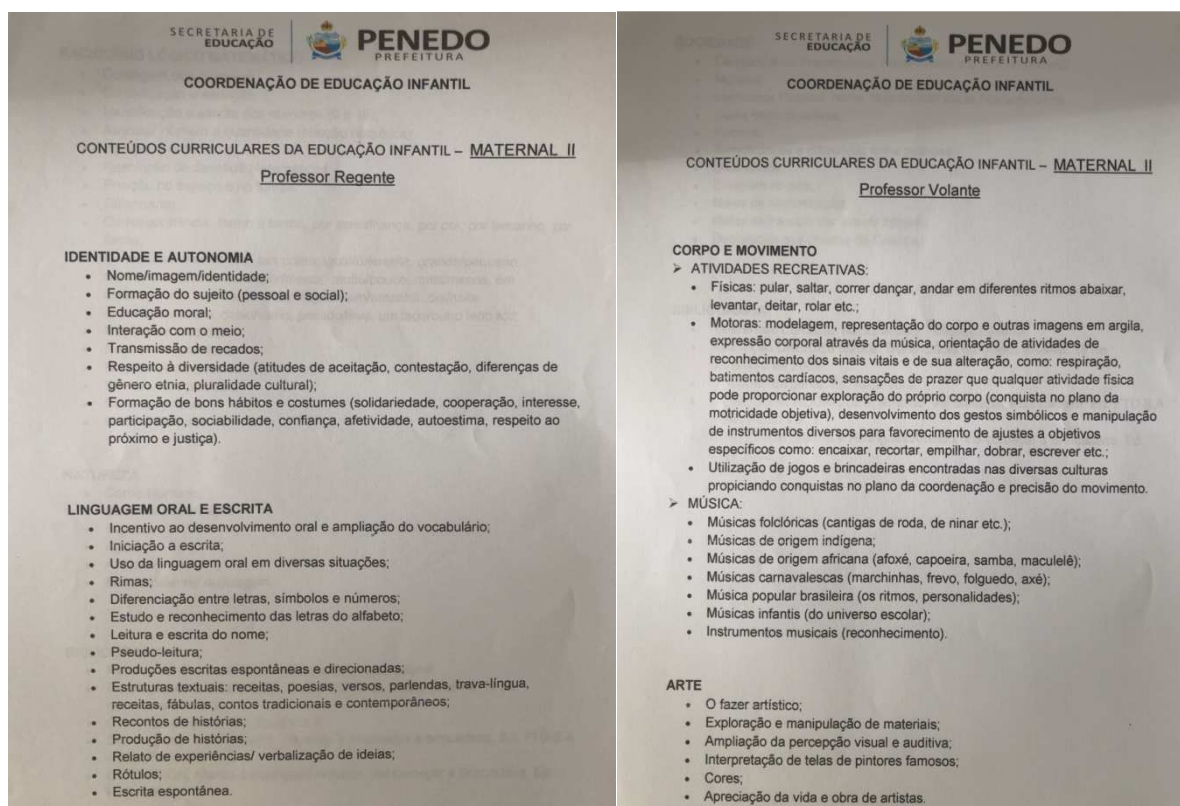 SECRETARIA DE
EDUCAÇÃO
PENEDO
PREFEITURA
COORDENAÇÃO DE EDUCAÇÃO INFANTIL
CONTEÚDOS CURRICULARES DA EDUCAÇÃO INFANTIL – MATERNAL II
Professor Regente
IDENTIDADE E AUTONOMIA
• Nome/imagem/identidade;
• Formação do sujeito (pessoal e social);
• Educação moral;
• Interação com o meio;
• Transmissão de recados;
• Respeito à diversidade (atitudes de aceitação, contestação, diferenças de
gênero etnia, pluralidade cultural);
• Formação de bons hábitos e costumes (solidariedade, cooperação, interesse,
participação, sociabilidade, confiança, afetividade, autoestima, respeito ao
próximo e justiça).
LINGUAGEM ORAL E ESCRITA
• Incentivo ao desenvolvimento oral e ampliação do vocabulário;
• Iniciação a escrita;
• Uso da linguagem oral em diversas situações;
• Rimas;
• Diferenciação entre letras, símbolos e números;
• Estudo e reconhecimento das letras do alfabeto;
• Leitura e escrita do nome;
• Pseudo-leitura;
• Produções escritas espontâneas e direcionadas;
• Estruturas textuais: receitas, poesias, versos, parlendas, trava-língua,
receitas, fábulas, contos tradicionais e contemporâneos;
• Recontos de histórias;
• Produção de histórias;
• Relato de experiências/ verbalização de ideias;
• Rótulos;
• Escrita espontânea.
SECRETARIA DE
EDUCAÇÃO
PENEDO
PREFEITURA
COORDENAÇÃO DE EDUCAÇÃO INFANTIL
CONTEÚDOS CURRICULARES DA EDUCAÇÃO INFANTIL – MATERNAL II
Professor Volante
CORPO E MOVIMENTO
➢ ATIVIDADES RECREATIVAS:
• Físicas: pular, saltar, correr dançar, andar em diferentes ritmos abaixar,
levantar, deitar, rolar etc.;
• Motoras: modelagem, representação do corpo e outras imagens em argila,
expressão corporal através da música, orientação de atividades de
reconhecimento dos sinais vitais e de sua alteração, como: respiração,
batimentos cardíacos, sensações de prazer que qualquer atividade física
pode proporcionar exploração do próprio corpo (conquista no plano da
motricidade objetiva), desenvolvimento dos gestos simbólicos e manipulação
de instrumentos diversos para favorecimento de ajustes a objetivos
específicos como: encaixar, recortar, empilhar, dobrar, escrever etc.;
• Utilização de jogos e brincadeiras encontradas nas diversas culturas
propiciando conquistas no plano da coordenação e precisão do movimento.
➢ MÚSICA:
• Músicas folclóricas (cantigas de roda, de ninar etc.);
• Músicas de origem indígena;
• Músicas de origem africana (afoxé, capoeira, samba, maculelê);
• Músicas carnavalescas (marchinhas, frevo, folguedo, axé);
• Música popular brasileira (os ritmos, personalidades);
• Músicas infantis (do universo escolar);
• Instrumentos musicais (reconhecimento).
ARTE
• O fazer artístico;
• Exploração e manipulação de materiais;
• Ampliação da percepção visual e auditiva;
• Interpretação de telas de pintores famosos;
• Cores;
• Apreciação da vida e obra de artistas.